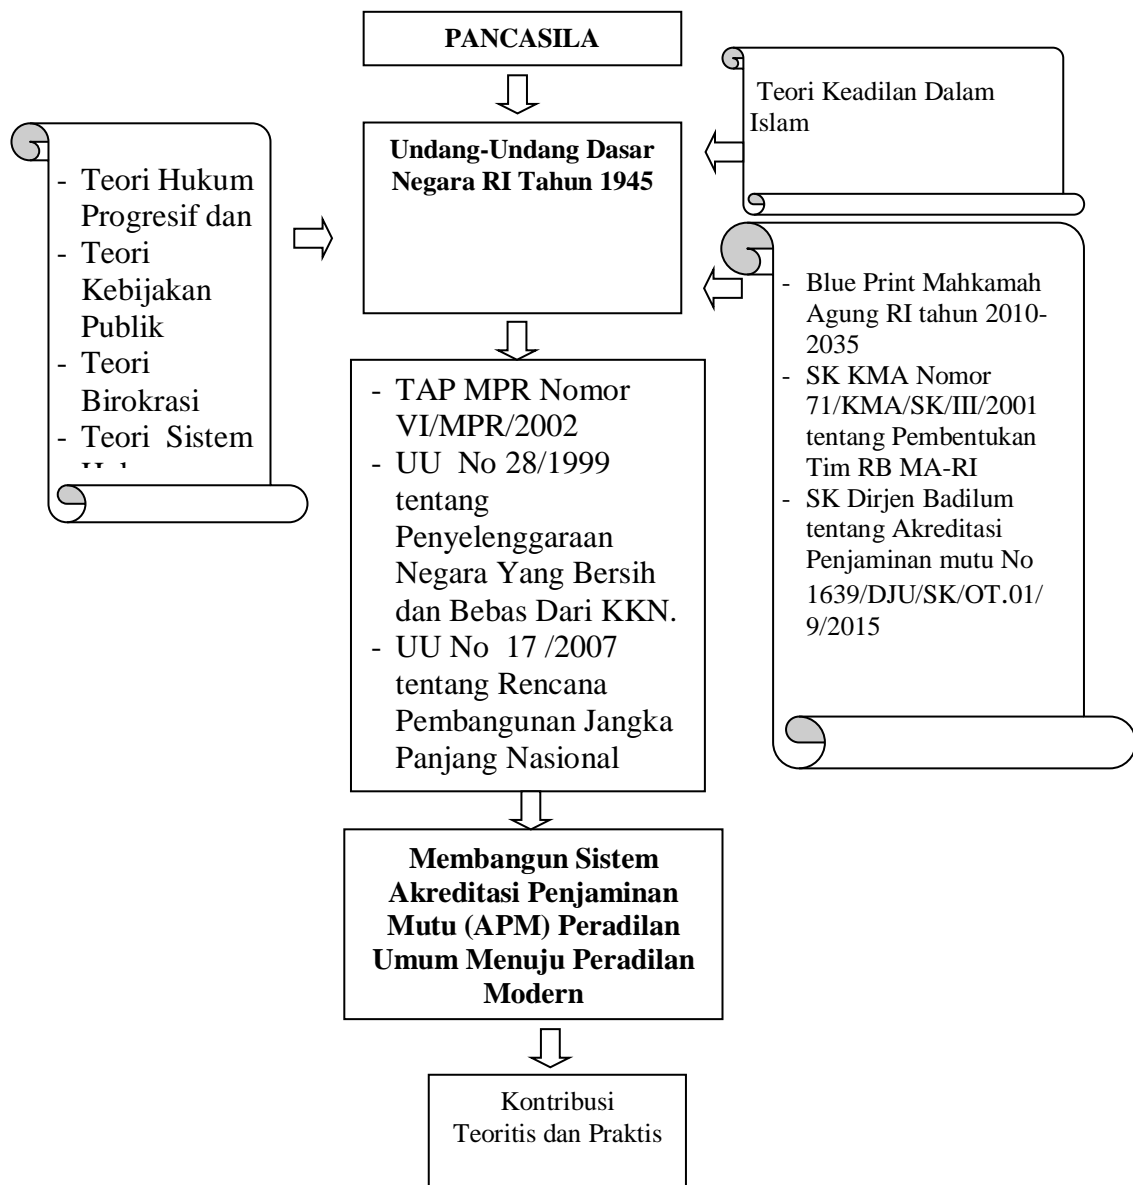 PANCASILA
Teori Keadilan Dalam
Islam
Undang-Undang Dasar
Negara RI Tahun 1945
- Teori Hukum
Progresif dan
- Teori
Kebijakan
Publik
- Teori
Birokrasi
- Teori Sistem
- Blue Print Mahkamah
Agung RI tahun 2010-
2035
- SK KMA Nomor
71/KMA/SK/III/2001
tentang Pembentukan
Tim RB MA-RI
- SK Dirjen Badilum
tentang Akreditasi
Penjaminan mutu No
1639/DJU/SK/OT.01/
9/2015
- TAP MPR Nomor
VI/MPR/2002
- UU No 28/1999
tentang
Penyelenggaraan
Negara Yang Bersih
dan Bebas Dari KKN.
- UU No 17 /2007
tentang Rencana
Pembangunan Jangka
Panjang Nasional
Membangun Sistem
Akreditasi Penjaminan
Mutu (APM) Peradilan
Umum Menuju Peradilan
Modern
Kontribusi
Teoritis dan Praktis